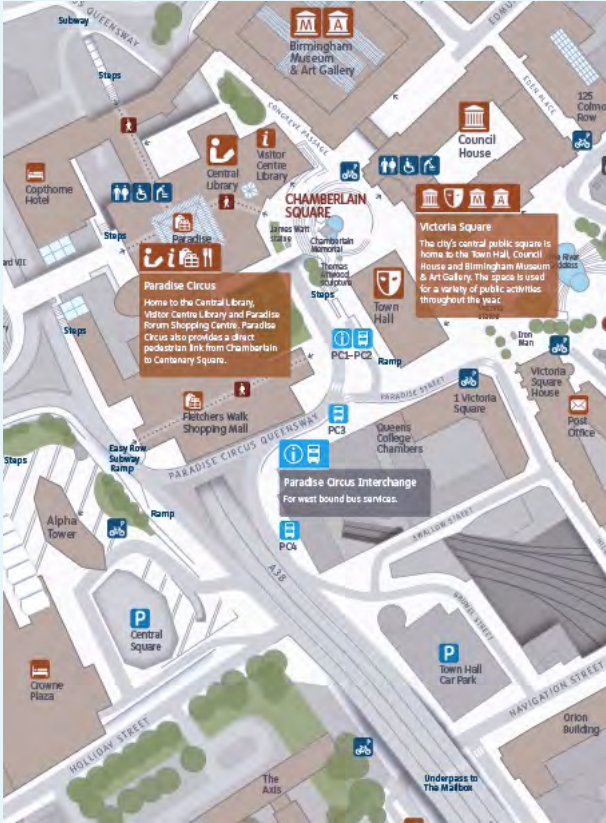 US QUEENSWAY
Subway
Steps
M
A
Birmingham
Museum
& Art Gallery
EDEN PLACE
125
Colmo
Row
CONGREVE PASSAGE
i
Visitor
Centre
Library
Central
Library
Council
House
Copthorne
Hotel
CHAMBERLAIN
SQUARE
M
A
Victoria Square
The city's central public square is
home to the Town Hall, Council
House and Birmingham Museum
& Art Gallery. The space is used
for a variety of public activities
throughout the year.
James Watt
statue
Chamberlain
Memorial
Steps
Paradise
ard VII
i
Paradise Circus
Home to the Central Library,
Visitor Centre Library and Paradise
Forum Shopping Centre. Paradise
Circus also provides a direct
pedestrian link from Chamberlain
to Centenary Square.
Thomas
Attwood
sculpture
Steps
Town
Hall
River
statue
Iron
Man
Steps
i
PC1-PC2
Ramp
PARADISE STREET
1 Victoria
Square
Victoria
Square
House
Post
Office
Fletchers Walk
Shopping Mall
PC3
Queens
College
Chambers
PARADISE CIRCUS QUEENSWAY
Easy Row
Subway
Ramp
Steps
i
Paradise Circus Interchange
For west bound bus services.
Ramp
Alpha
Tower
P
PC4
SWALLOW STREET
A38
BRUNEL STREET
P
Central
Square
P
Town Hall
Car Park
Crowne
Plaza
NAVIGATION STREET
Orion
Building
HOLLIDAY STREET
The
Axis
Underpass to
The Mailbox